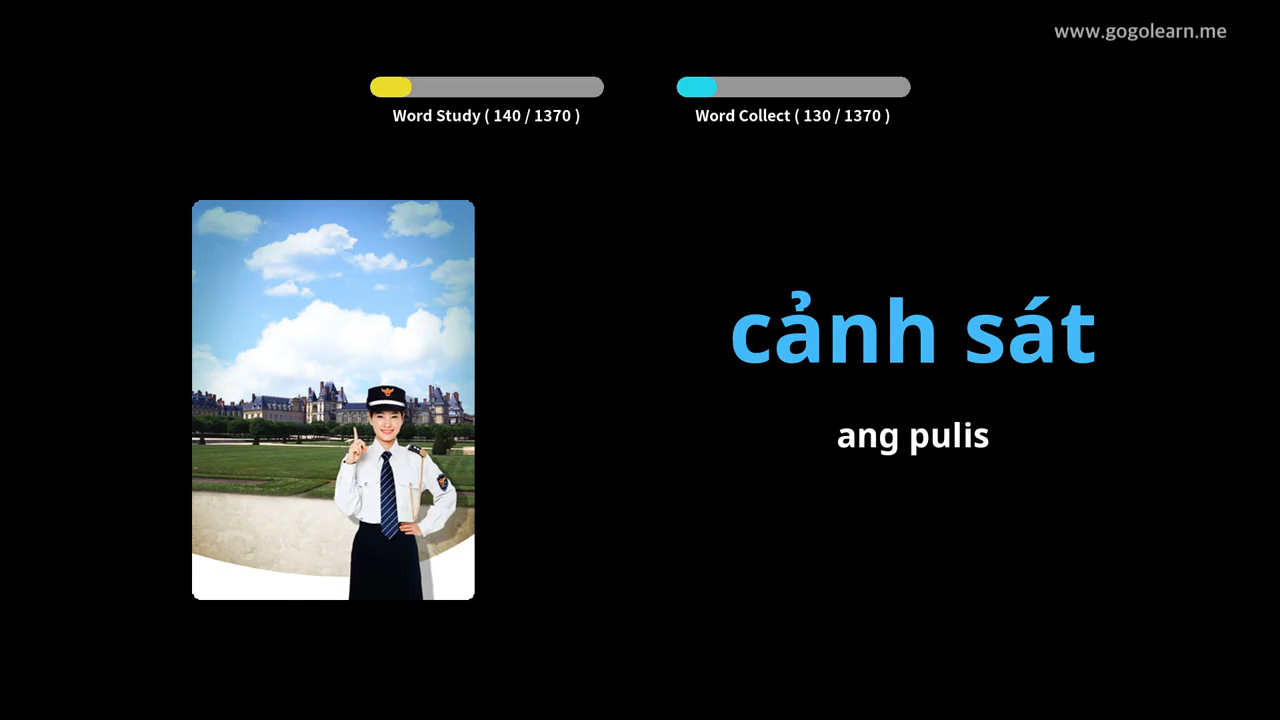 www.gogolearn.me
Word Study ( 140 / 1370 )
Word Collect ( 130 / 1370 )
cảnh sát
ang pulis